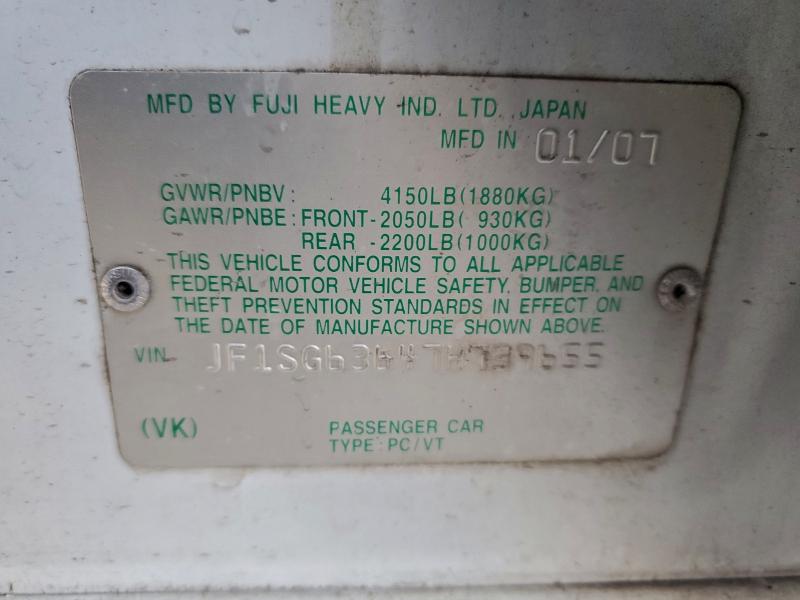 MFD BY FUJI HEAVY IND. LTD. JAPAN
MFD IN 01/07
GVWR/PNBV: 4150LB(1880KG)
GAWR/PNBE: FRONT-2050LB( 930KG)
REAR -2200LB(1000KG)
THIS VEHICLE CONFORMS TO ALL APPLICABLE
FEDERAL MOTOR VEHICLE SAFETY, BUMPER, AND
THEFT PREVENTION STANDARDS IN EFFECT ON
THE DATE OF MANUFACTURE SHOWN ABOVE.
VIN
(VK) PASSENGER CAR
TYPE: PC/VT